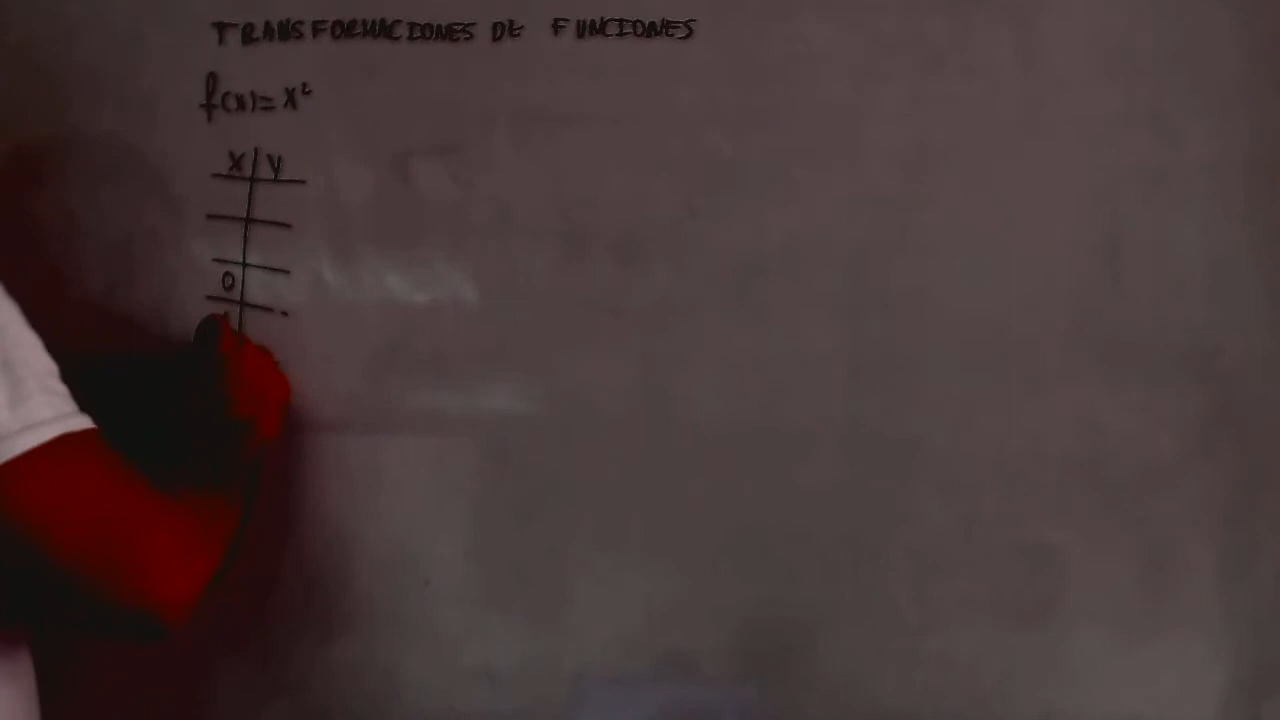 TRANSFORMACIONES DE FUNCIONES
f(x)=x²
x y
0